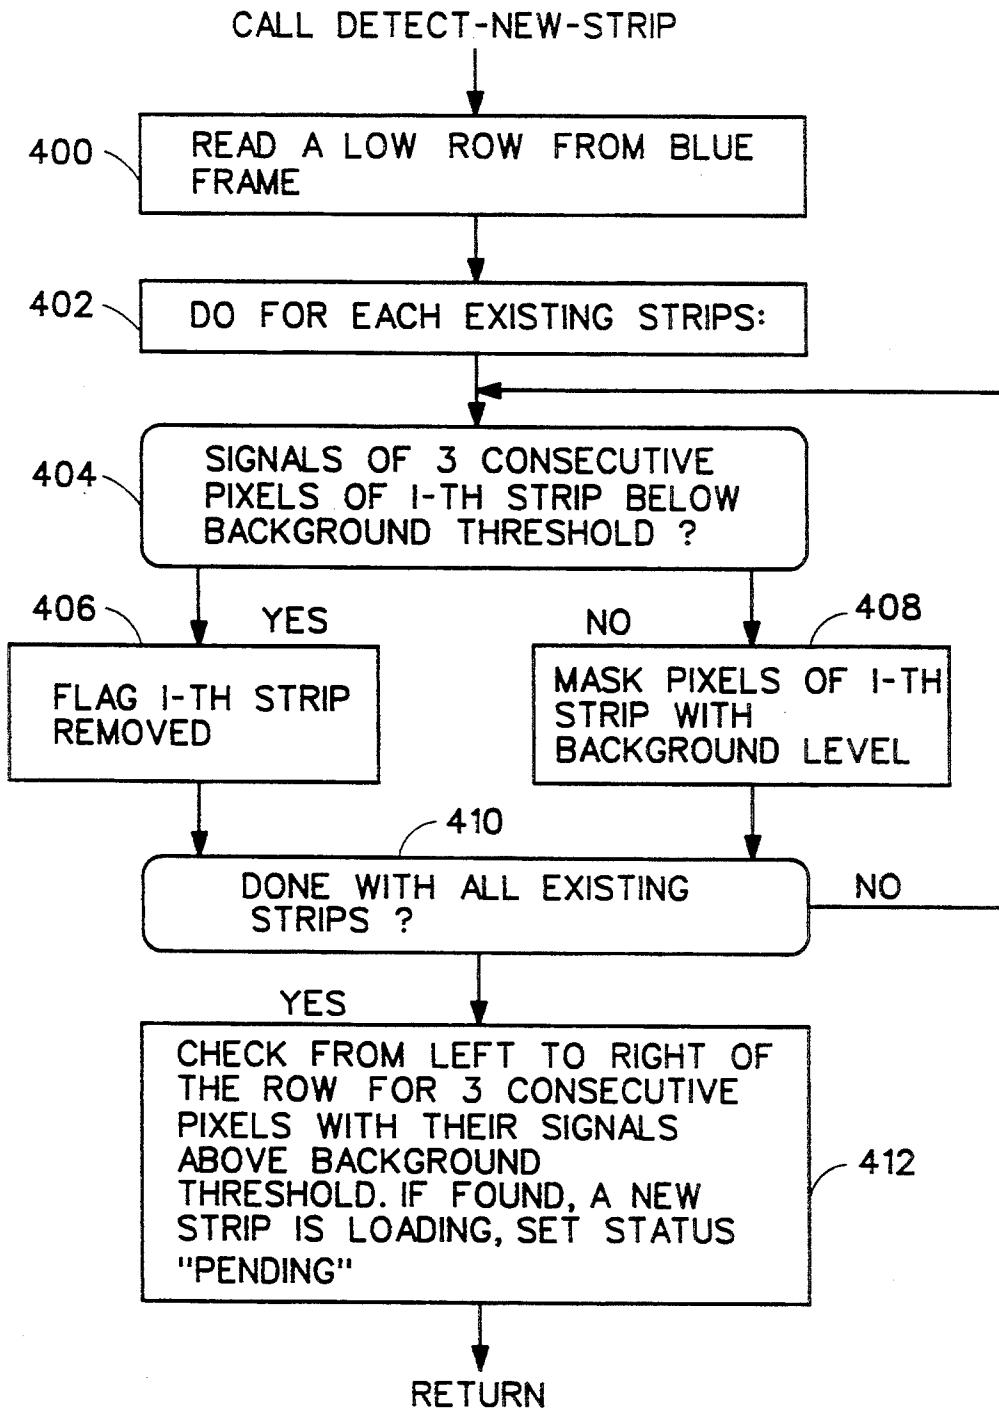 CALL DETECT-NEW-STRIP
400
READ A LOW ROW FROM BLUE
FRAME
402
DO FOR EACH EXISTING STRIPS:
404
SIGNALS OF 3 CONSECUTIVE
PIXELS OF I-TH STRIP BELOW
BACKGROUND THRESHOLD ?
406
YES
NO
408
FLAG I-TH STRIP
REMOVED
MASK PIXELS OF I-TH
STRIP WITH
BACKGROUND LEVEL
410
DONE WITH ALL EXISTING
STRIPS ?
NO
YES
CHECK FROM LEFT TO RIGHT OF
THE ROW FOR 3 CONSECUTIVE
PIXELS WITH THEIR SIGNALS
ABOVE BACKGROUND
THRESHOLD. IF FOUND, A NEW
STRIP IS LOADING, SET STATUS
"PENDING"
412
RETURN